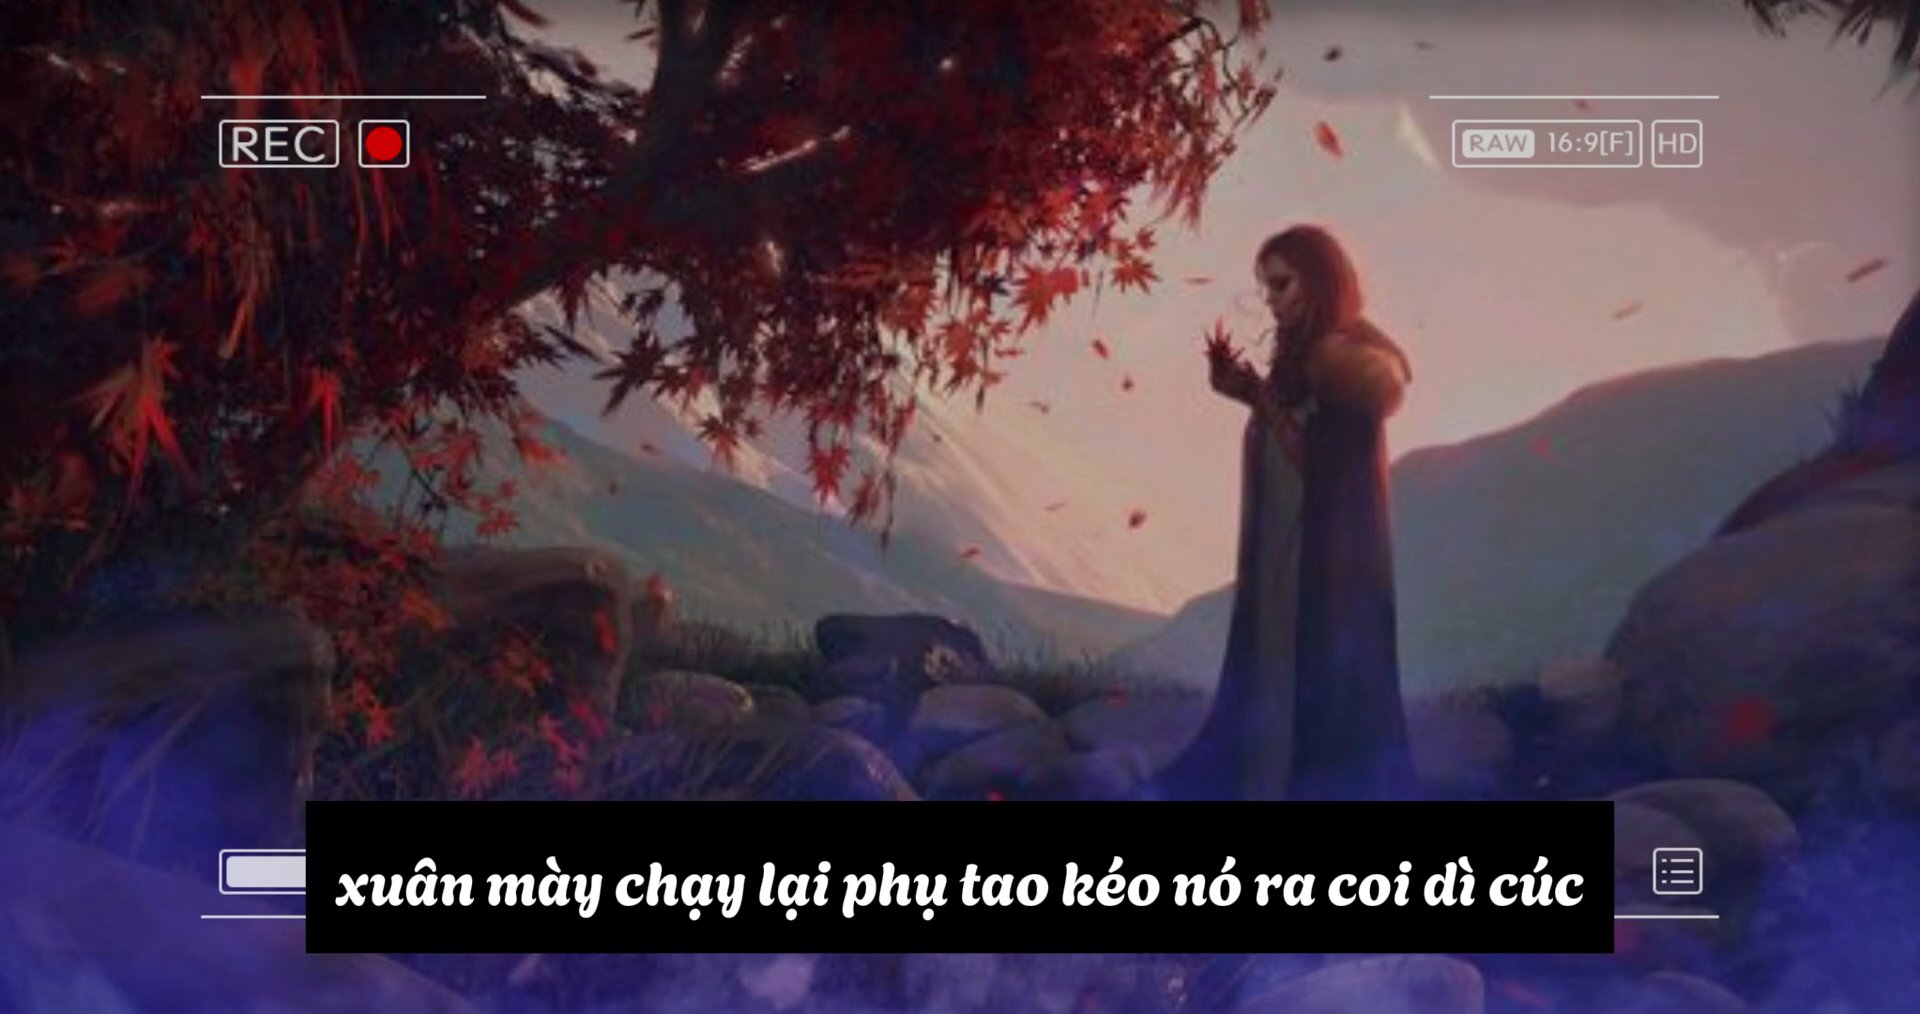 REC
RAW 16:9[F] HD
xuân mày chạy lại phụ tao kéo nó ra coi dì cúc